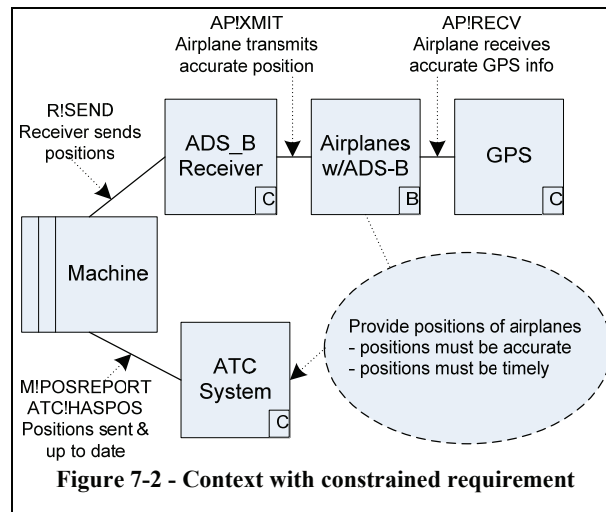 AP!XMIT
Airplane transmits
accurate position
AP!RECV
Airplane receives
accurate GPS info
R!SEND
Receiver sends
positions
ADS_B
Receiver
C
Airplanes
w/ADS-B
B
GPS
C
Machine
ATC
System
C
Provide positions of airplanes
- positions must be accurate
- positions must be timely
M!POSREPORT
ATC!HASPOS
Positions sent &
up to date
Figure 7-2 - Context with constrained requirement